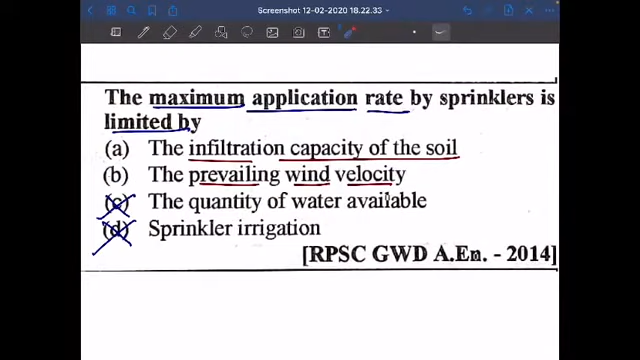 Screenshot 12-02-2020 18.22.33
The maximum application rate by sprinklers is
limited by
(a) The infiltration capacity of the soil
(b) The prevailing wind velocity
(c) The quantity of water available
(d) Sprinkler irrigation
[RPSC GWD A.En. - 2014]